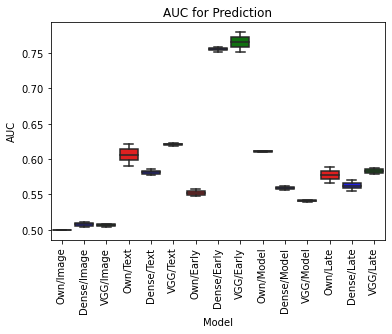 AUC for Prediction
AUC
0.75
0.70
0.65
0.60
0.55
0.50
Own/Image
Dense/Image
VGG/Image
Own/Text
Dense/Text
VGG/Text
Own/Early
Dense/Early
VGG/Early
Own/Model
Dense/Model
VGG/Model
Own/Late
Dense/Late
VGG/Late
Model